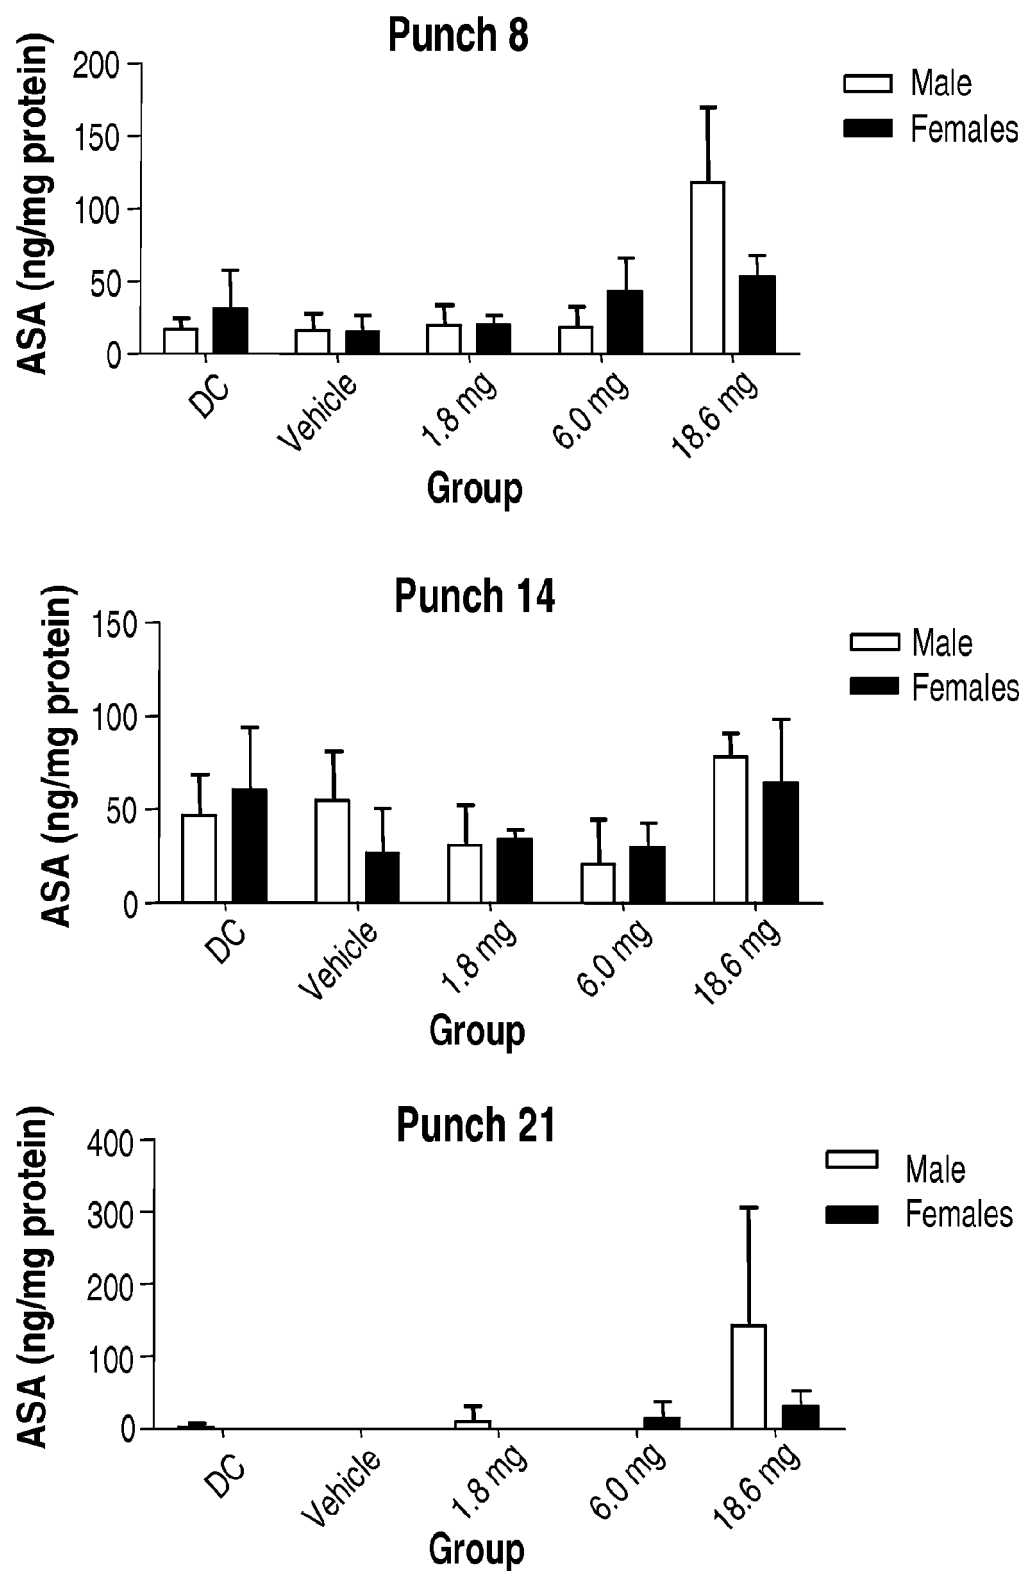 Punch 8
ASA (ng/mg protein)
200
150
100
50
0
Male
Females
DC
Vehicle
1.8 mg
6.0 mg
18.6 mg
Group
Punch 14
ASA (ng/mg protein)
150
100
50
0
Male
Females
DC
Vehicle
1.8 mg
6.0 mg
18.6 mg
Group
Punch 21
ASA (ng/mg protein)
400
300
200
100
0
Male
Females
DC
Vehicle
1.8 mg
6.0 mg
18.6 mg
Group